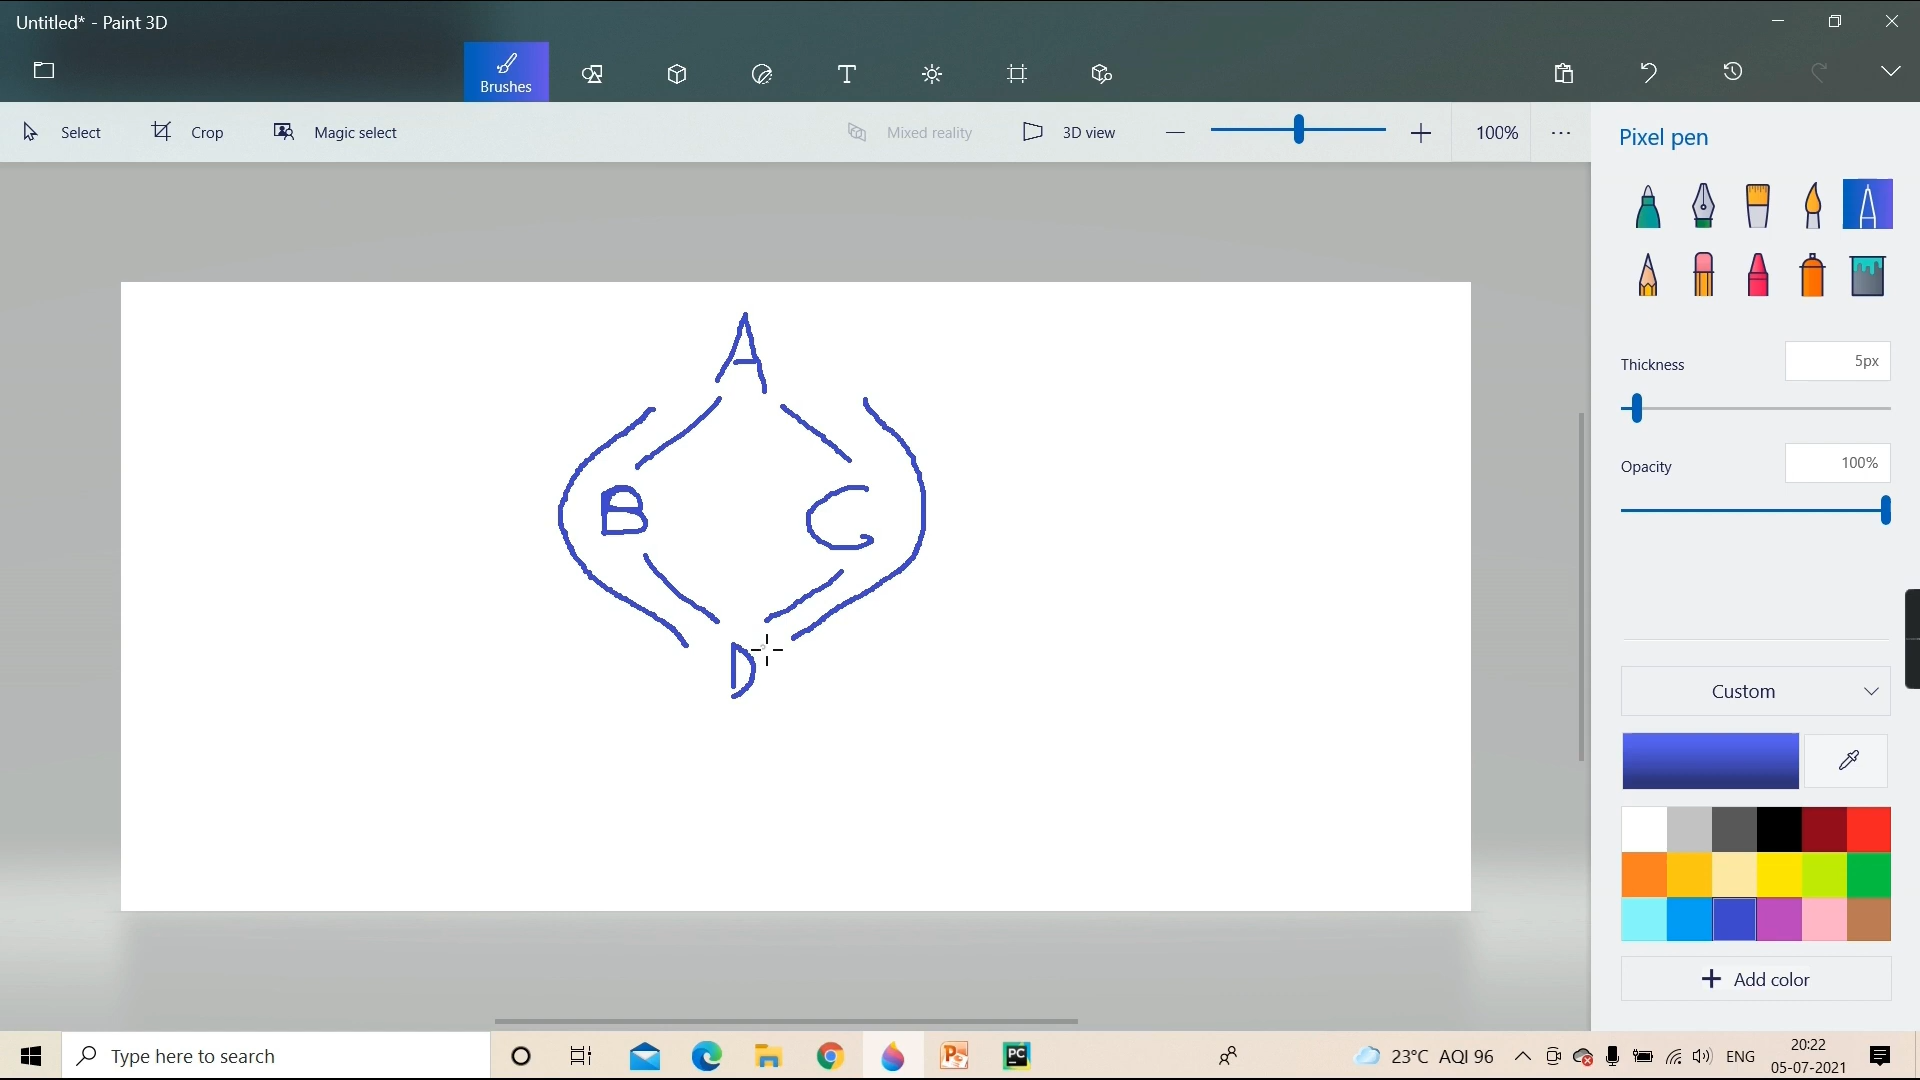 Untitled* - Paint 3D
Brushes
Select Crop Magic select Mixed reality 3D view 100% ...
Pixel pen
Thickness 5px
Opacity 100%
A
B C
D
Custom
+ Add color
Type here to search
PC
23°C AQI 96
ENG
20:22
05-07-2021